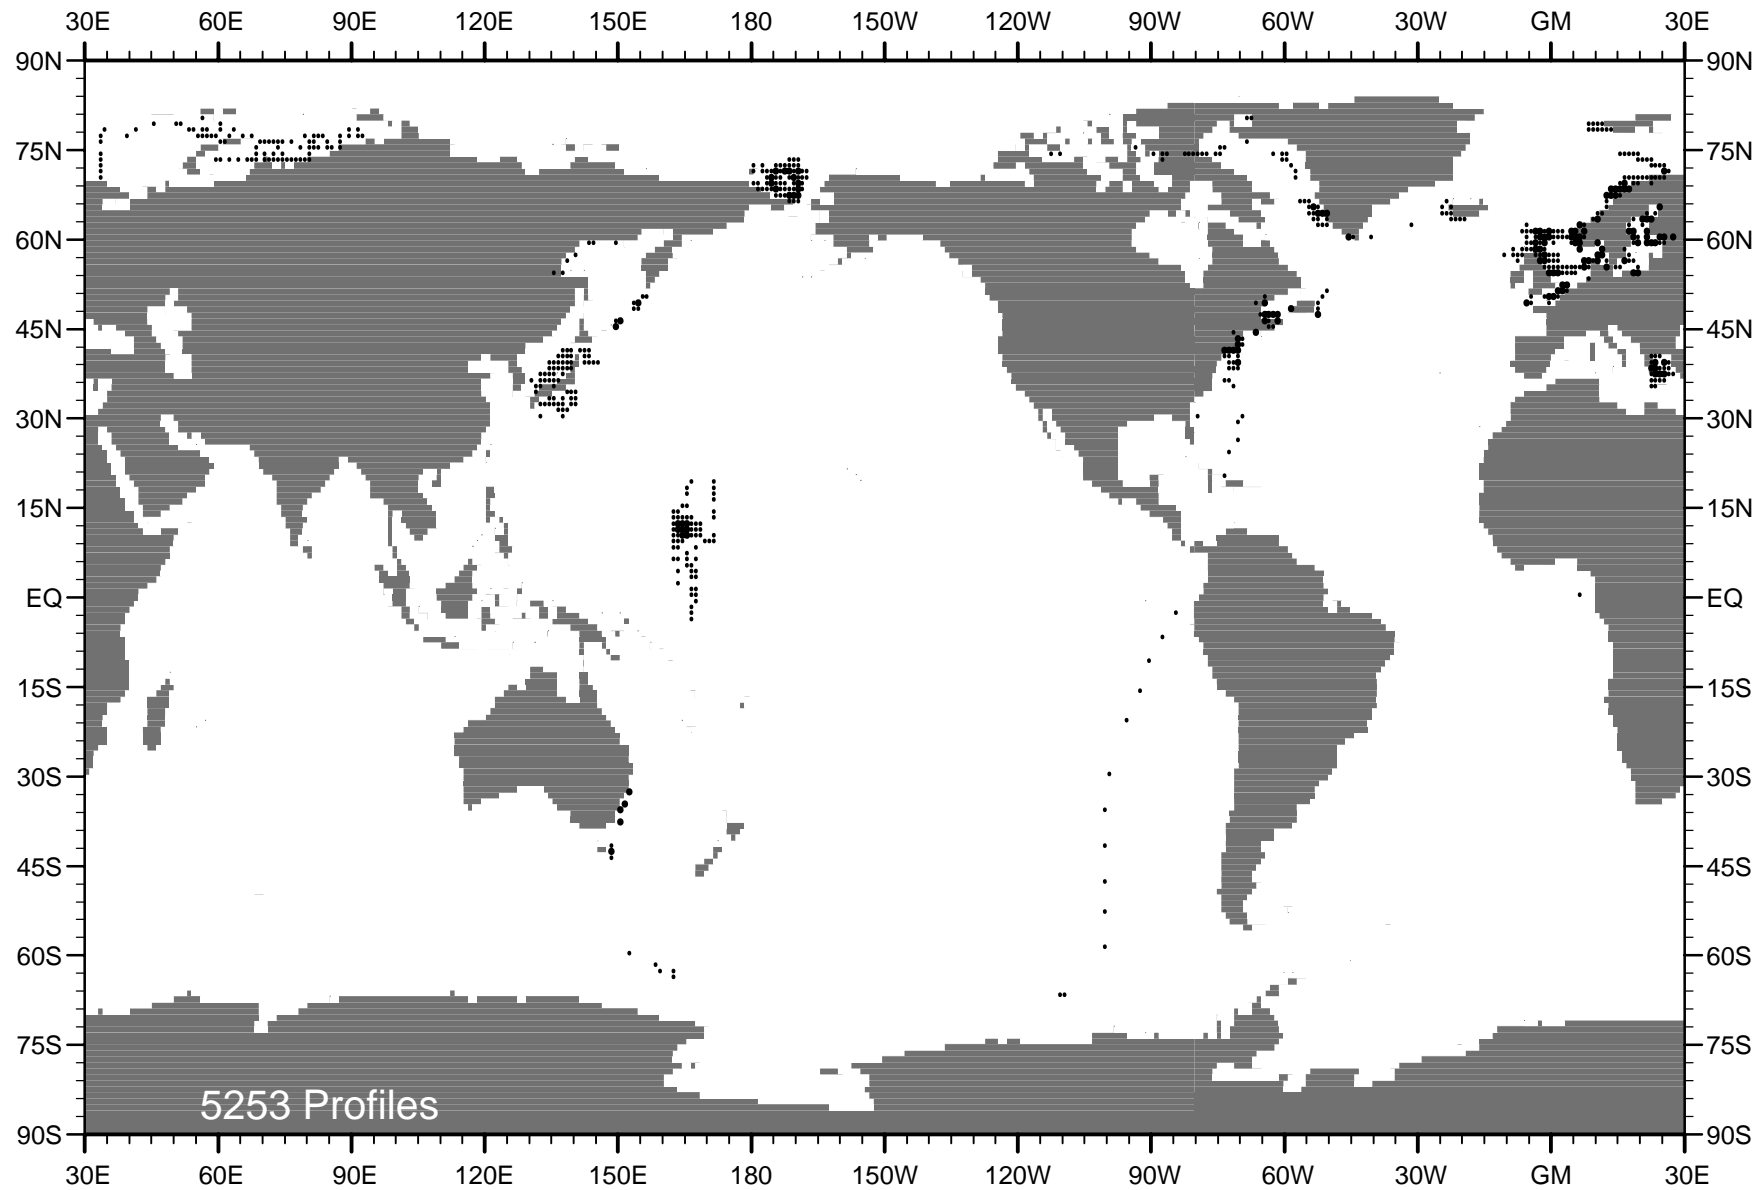 30E 60E 90E 120E 150E 180 150W 120W 90W 60W 30W GM 30E
90N 90N
75N 75N
60N 60N
45N 45N
30N 30N
15N 15N
EQ EQ
15S 15S
30S 30S
45S 45S
60S 60S
75S 75S
5253 Profiles
90S 90S
30E 60E 90E 120E 150E 180 150W 120W 90W 60W 30W GM 30E